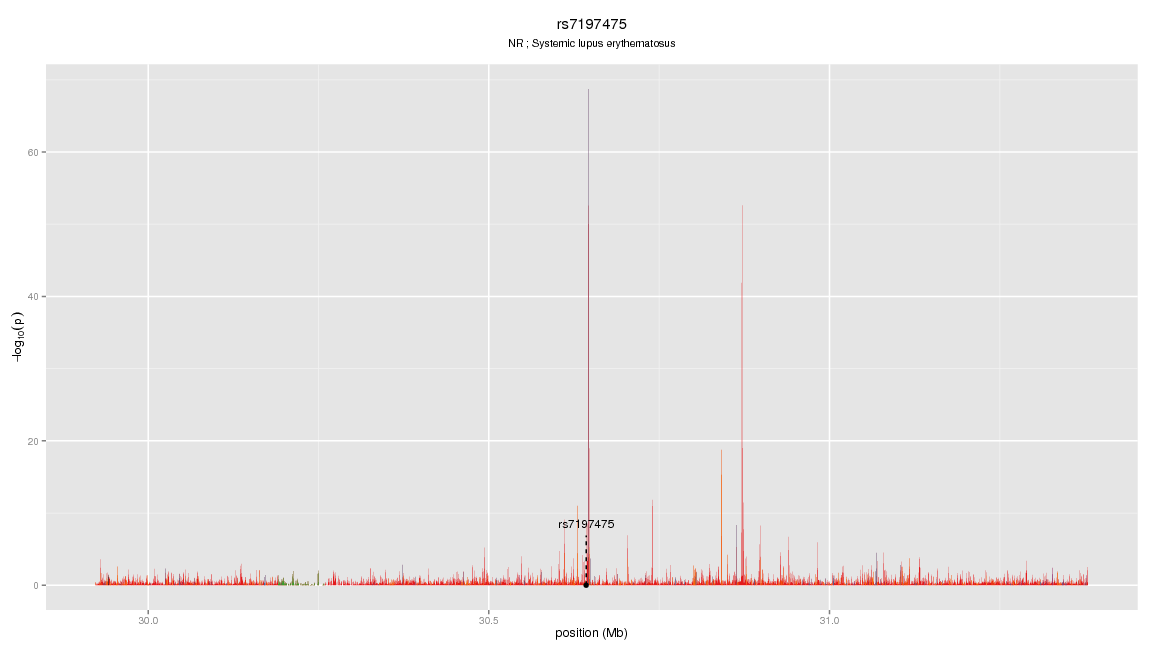 rs7197475
NR ; Systemic lupus erythematosus
60
40
20
0
−log10(p)
rs7197475
30.0
30.5
31.0
position (Mb)